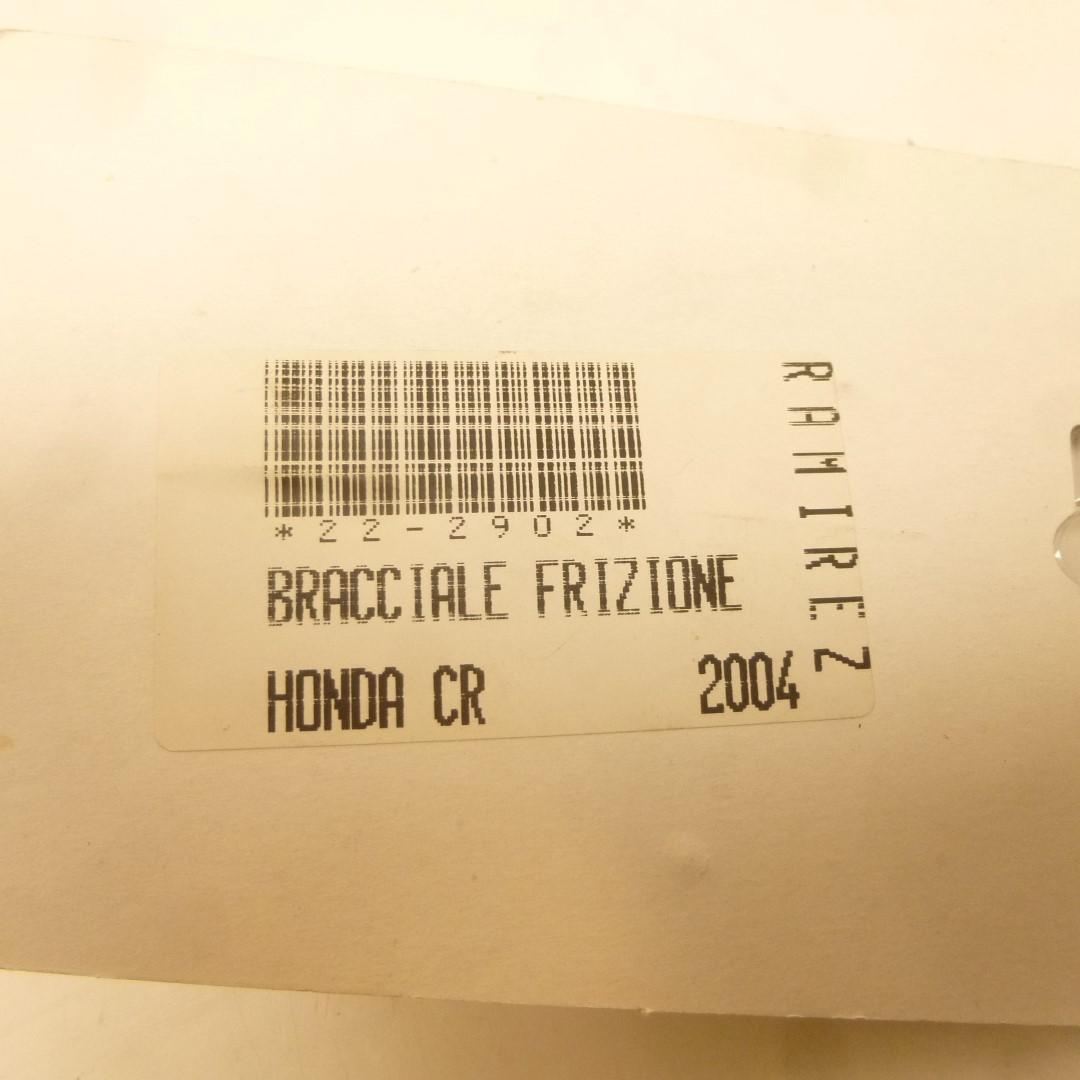 *22-2902*
BRACCIALE FRIZIONE
HONDA CR 2004
RAMIREZ